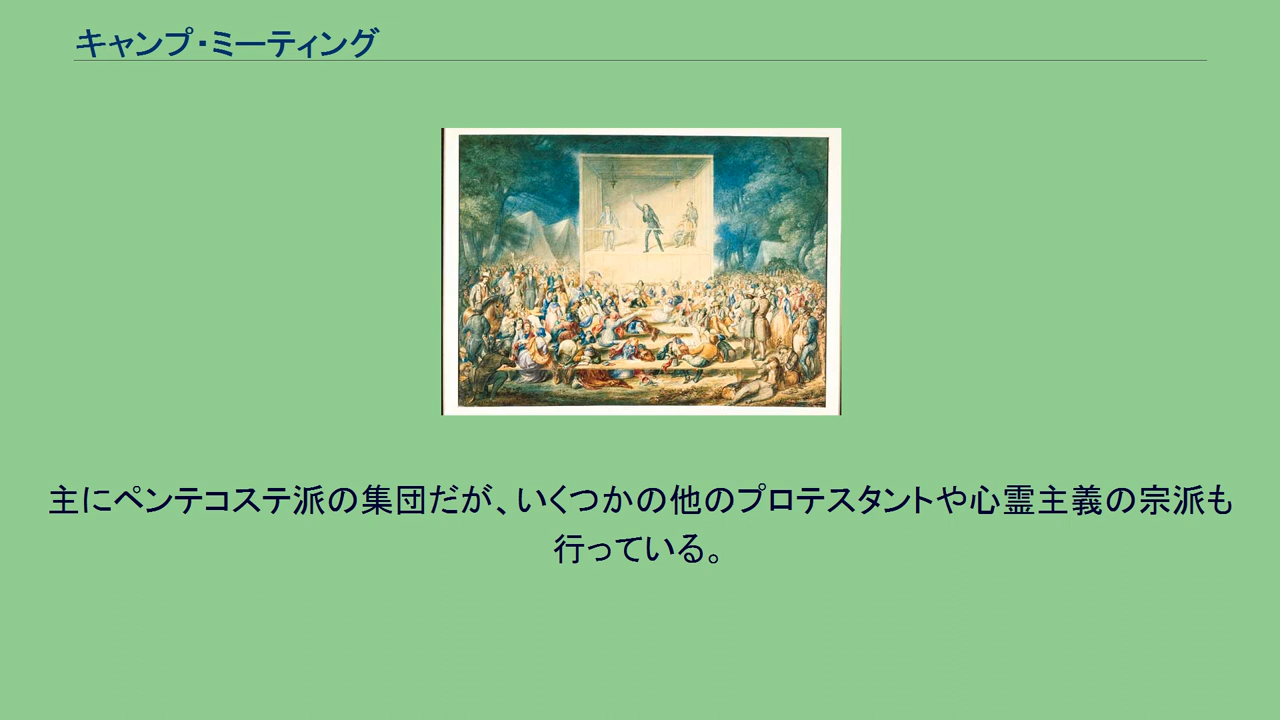 キャンプ・ミーティング
主にペンテコステ派の集団だが、いくつかの他のプロテスタントや心霊主義の宗派も
行っている。